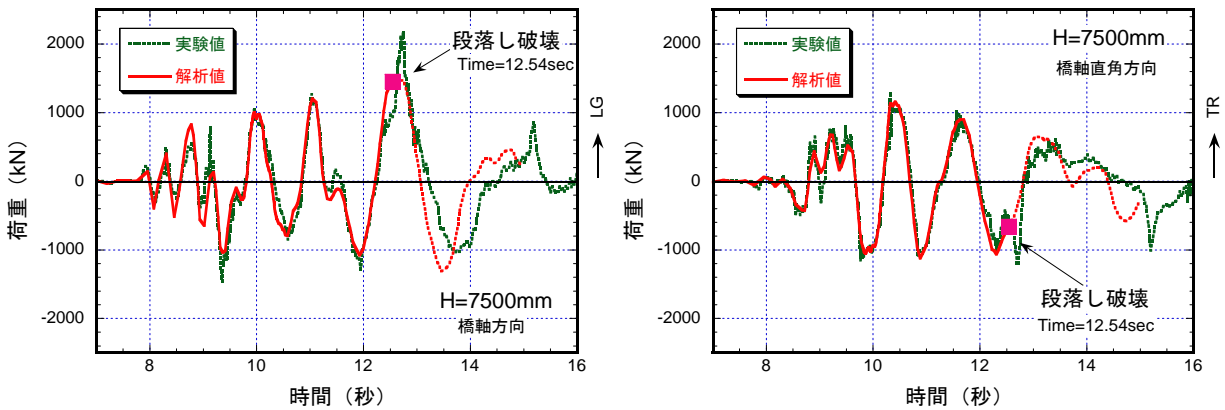 2000
1000
0
-1000
-2000
荷重（kN）
実験値
解析値
段落し破壊
Time=12.54sec
H=7500mm
橋軸方向
8
10
12
14
16
時間（秒）
LG
2000
1000
0
-1000
-2000
荷重（kN）
実験値
解析値
H=7500mm
橋軸直角方向
段落し破壊
Time=12.54sec
8
10
12
14
16
時間（秒）
TR